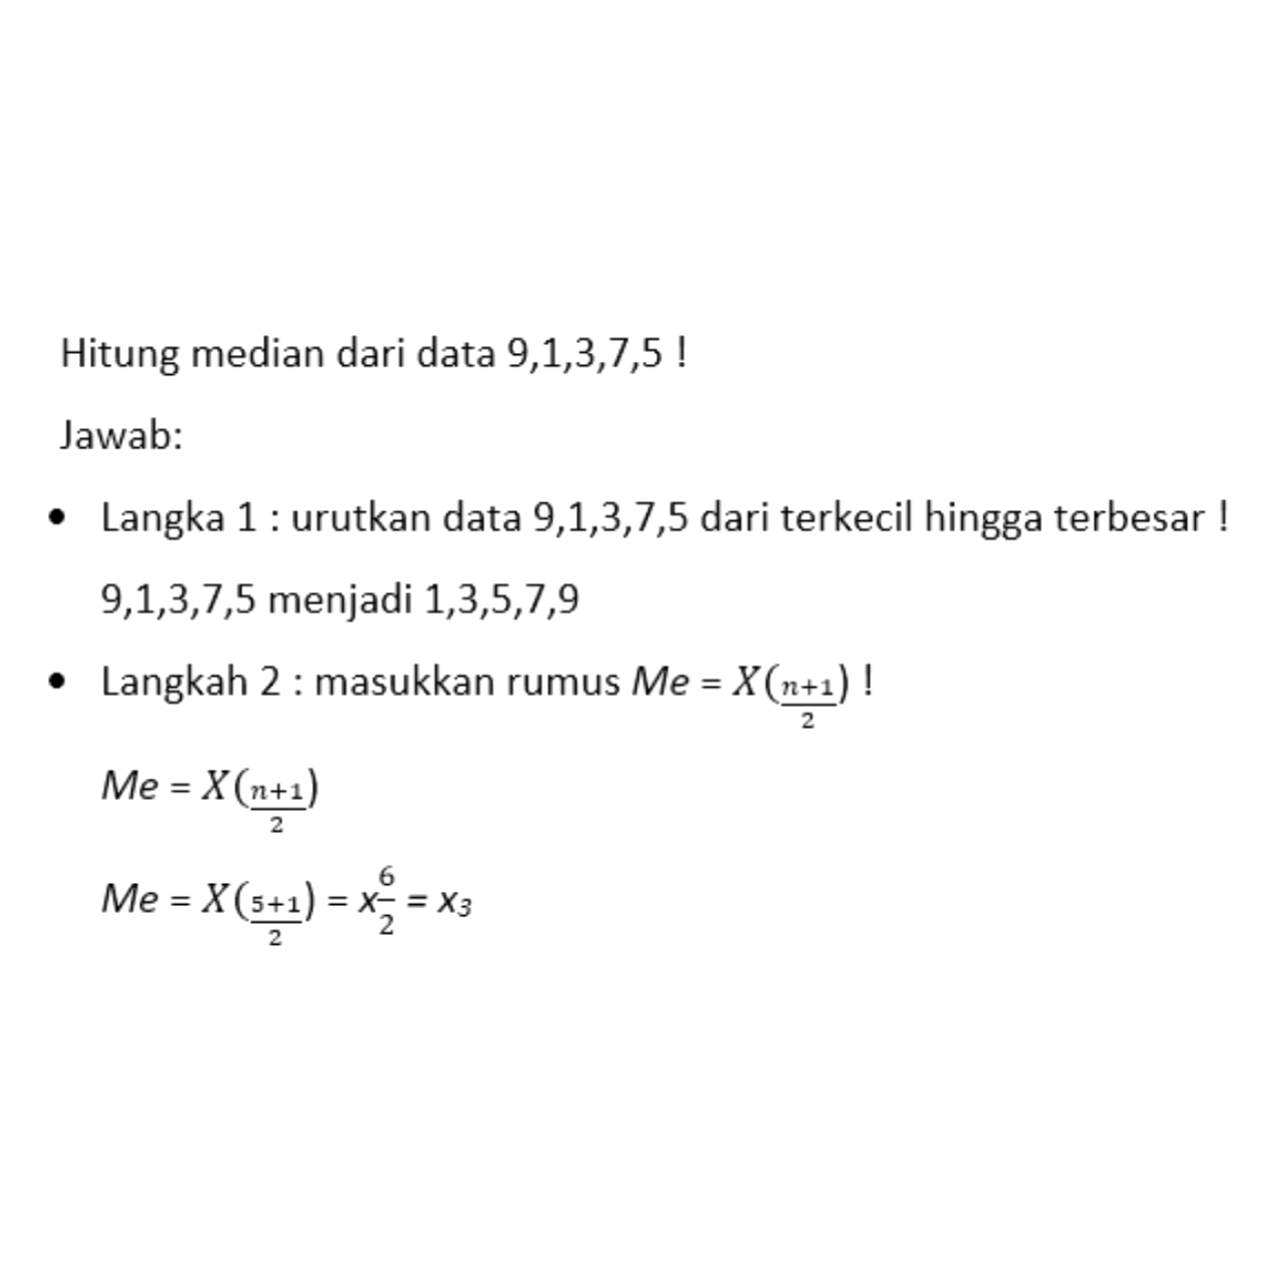 Hitung median dari data 9,1,3,7,5 !
Jawab:
• Langka 1 : urutkan data 9,1,3,7,5 dari terkecil hingga terbesar !
9,1,3,7,5 menjadi 1,3,5,7,9
• Langkah 2 : masukkan rumus Me = X(n+1)/2 !
Me = X(n+1)/2
Me = X(5+1)/2 = x6/2 = x₃